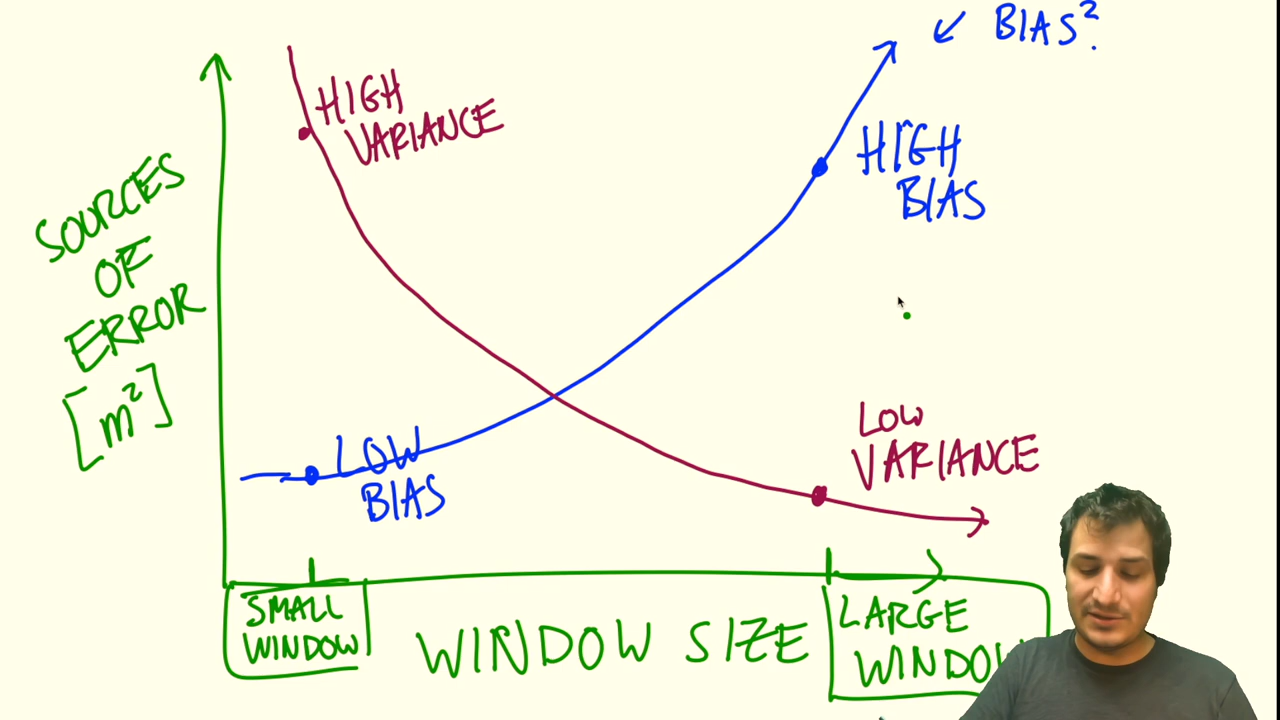 BIAS²
HIGH
VARIANCE
HIGH
BIAS
SOURCES
OF
ERROR
[m²]
LOW
BIAS
LOW
VARIANCE
SMALL
WINDOW
WINDOW SIZE
LARGE